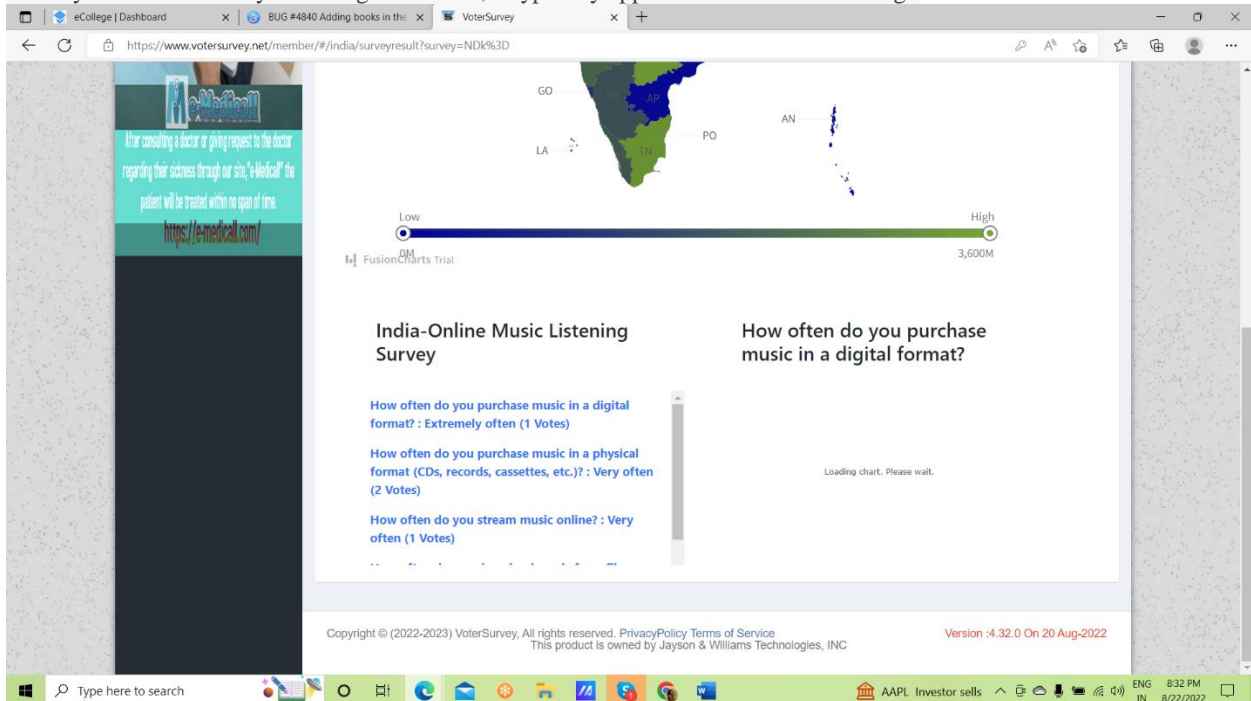 eCollege | Dashboard
BUG #4840 Adding books in the
VoterSurvey
https://www.votersurvey.net/member/#/india/surveyresult?survey=NDk%3D
e-Medicall
After consulting a doctor or giving request to the doctor
regarding their sickness through our site,"e-Medicall" the
patient will be treated within no span of time.
https://e-medicall.com/
GO
KA
AP
AN
PO
LA
TN
Low
High
0M
3,600M
FusionCharts Trial
India-Online Music Listening
Survey
How often do you purchase music in a digital
format? : Extremely often (1 Votes)
How often do you purchase music in a physical
format (CDs, records, cassettes, etc.)? : Very often
(2 Votes)
How often do you stream music online? : Very
often (1 Votes)
How often do you purchase
music in a digital format?
Loading chart. Please wait.
Copyright © (2022-2023) VoterSurvey, All rights reserved. PrivacyPolicy Terms of Service
This product is owned by Jayson & Williams Technologies, INC
Version :4.32.0 On 20 Aug-2022
Type here to search
AAPL Investor sells
ENG
IN
8:32 PM
8/22/2022